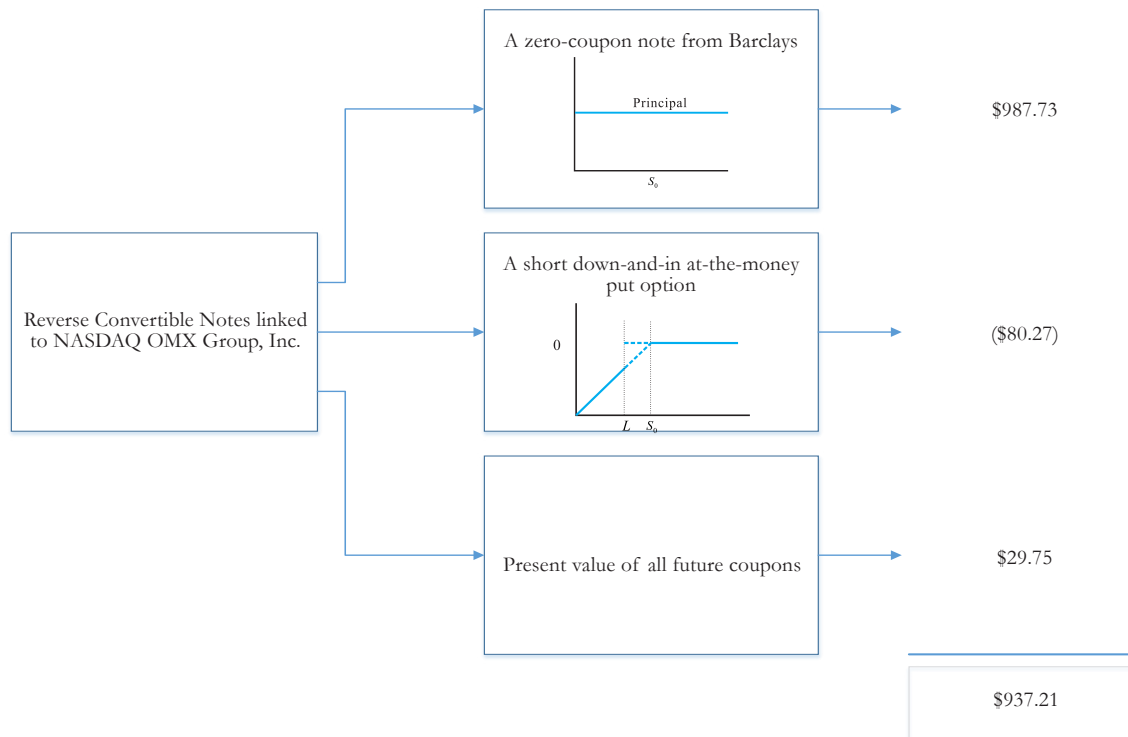 A zero-coupon note from Barclays
Principal
S₀
$987.73
Reverse Convertible Notes linked
to NASDAQ OMX Group, Inc.
A short down-and-in at-the-money
put option
0
L S₀
($80.27)
Present value of all future coupons
$29.75
$937.21